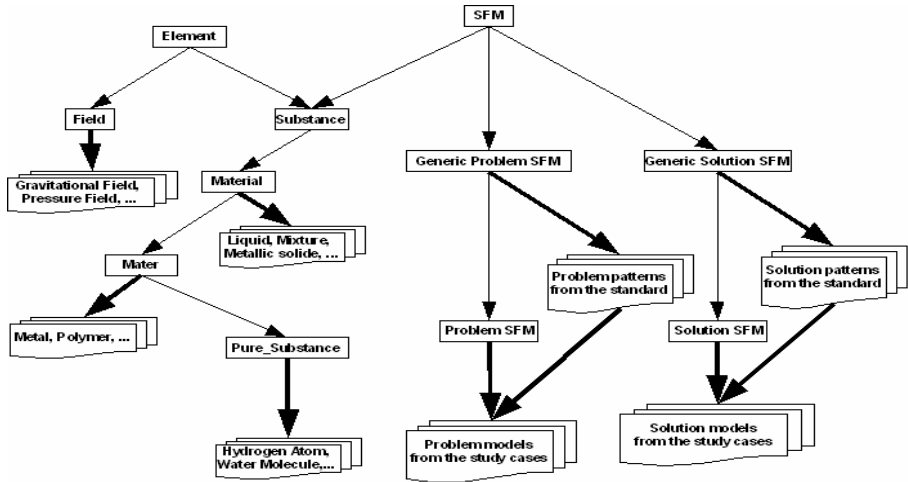 SFM
Element
Field
Substance
Generic Problem SFM
Generic Solution SFM
Gravitational Field,
Pressure Field, ...
Material
Liquid, Mixture,
Metallic solide, ...
Mater
Problem patterns
from the standard
Solution patterns
from the standard
Metal, Polymer, ...
Pure_Substance
Problem SFM
Solution SFM
Hydrogen Atom,
Water Molecule,...
Problem models
from the study cases
Solution models
from the study cases